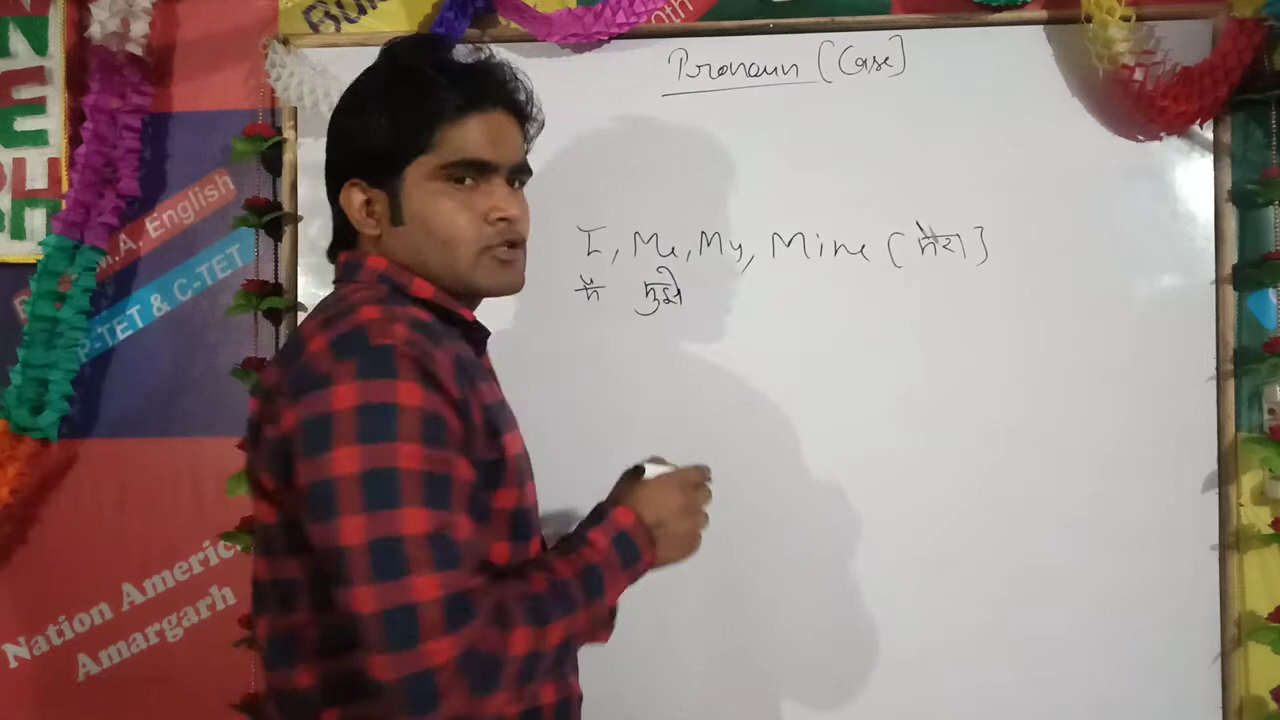 Pronoun (Case)
I, Me, My, Mine (मेरा)
मैं मुझे
M.A. English
P-TET & C-TET
Nation Americ
Amargarh